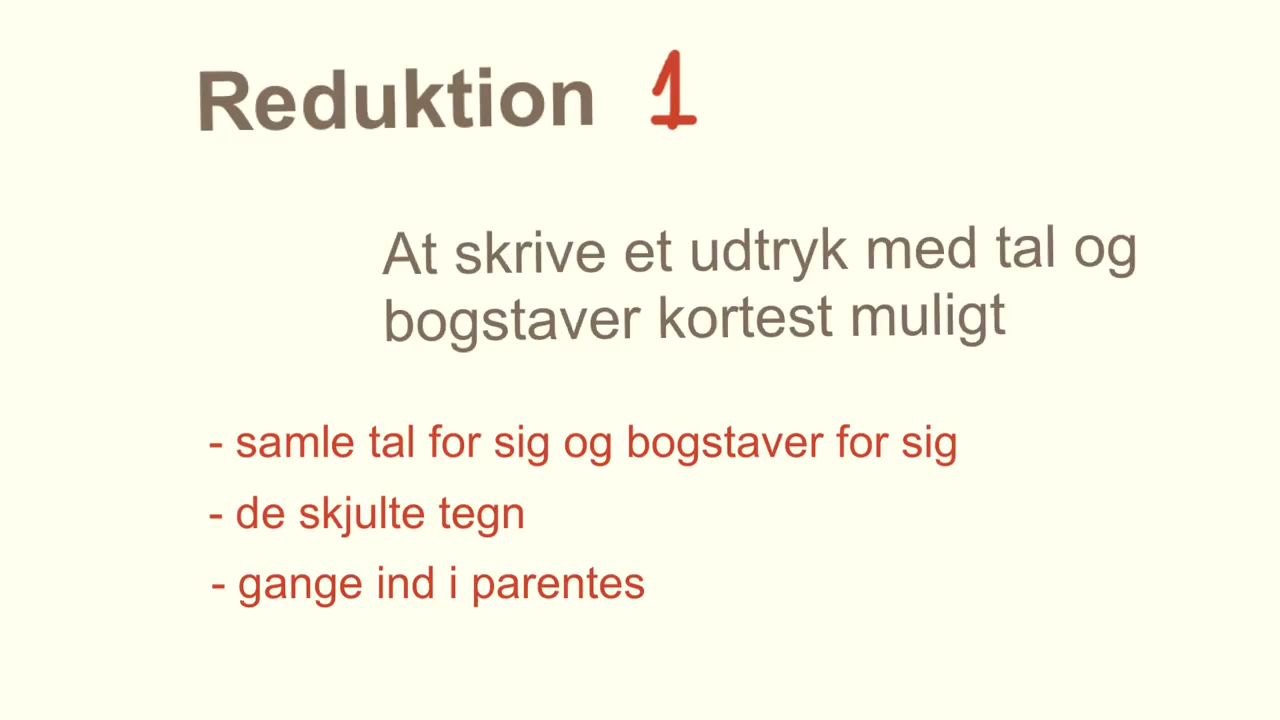 Reduktion 1
At skrive et udtryk med tal og
bogstaver kortest muligt
- samle tal for sig og bogstaver for sig
- de skjulte tegn
- gange ind i parentes